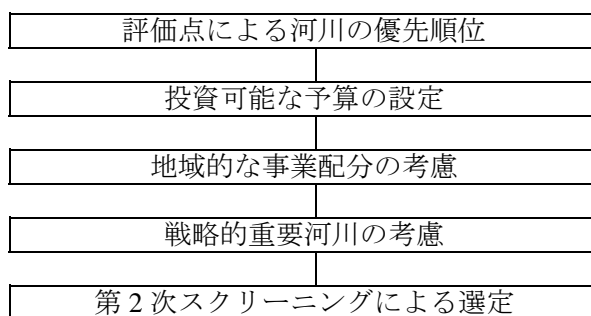 評価点による河川の優先順位
投資可能な予算の設定
地域的な事業配分の考慮
戦略的重要河川の考慮
第 2 次スクリーニングによる選定